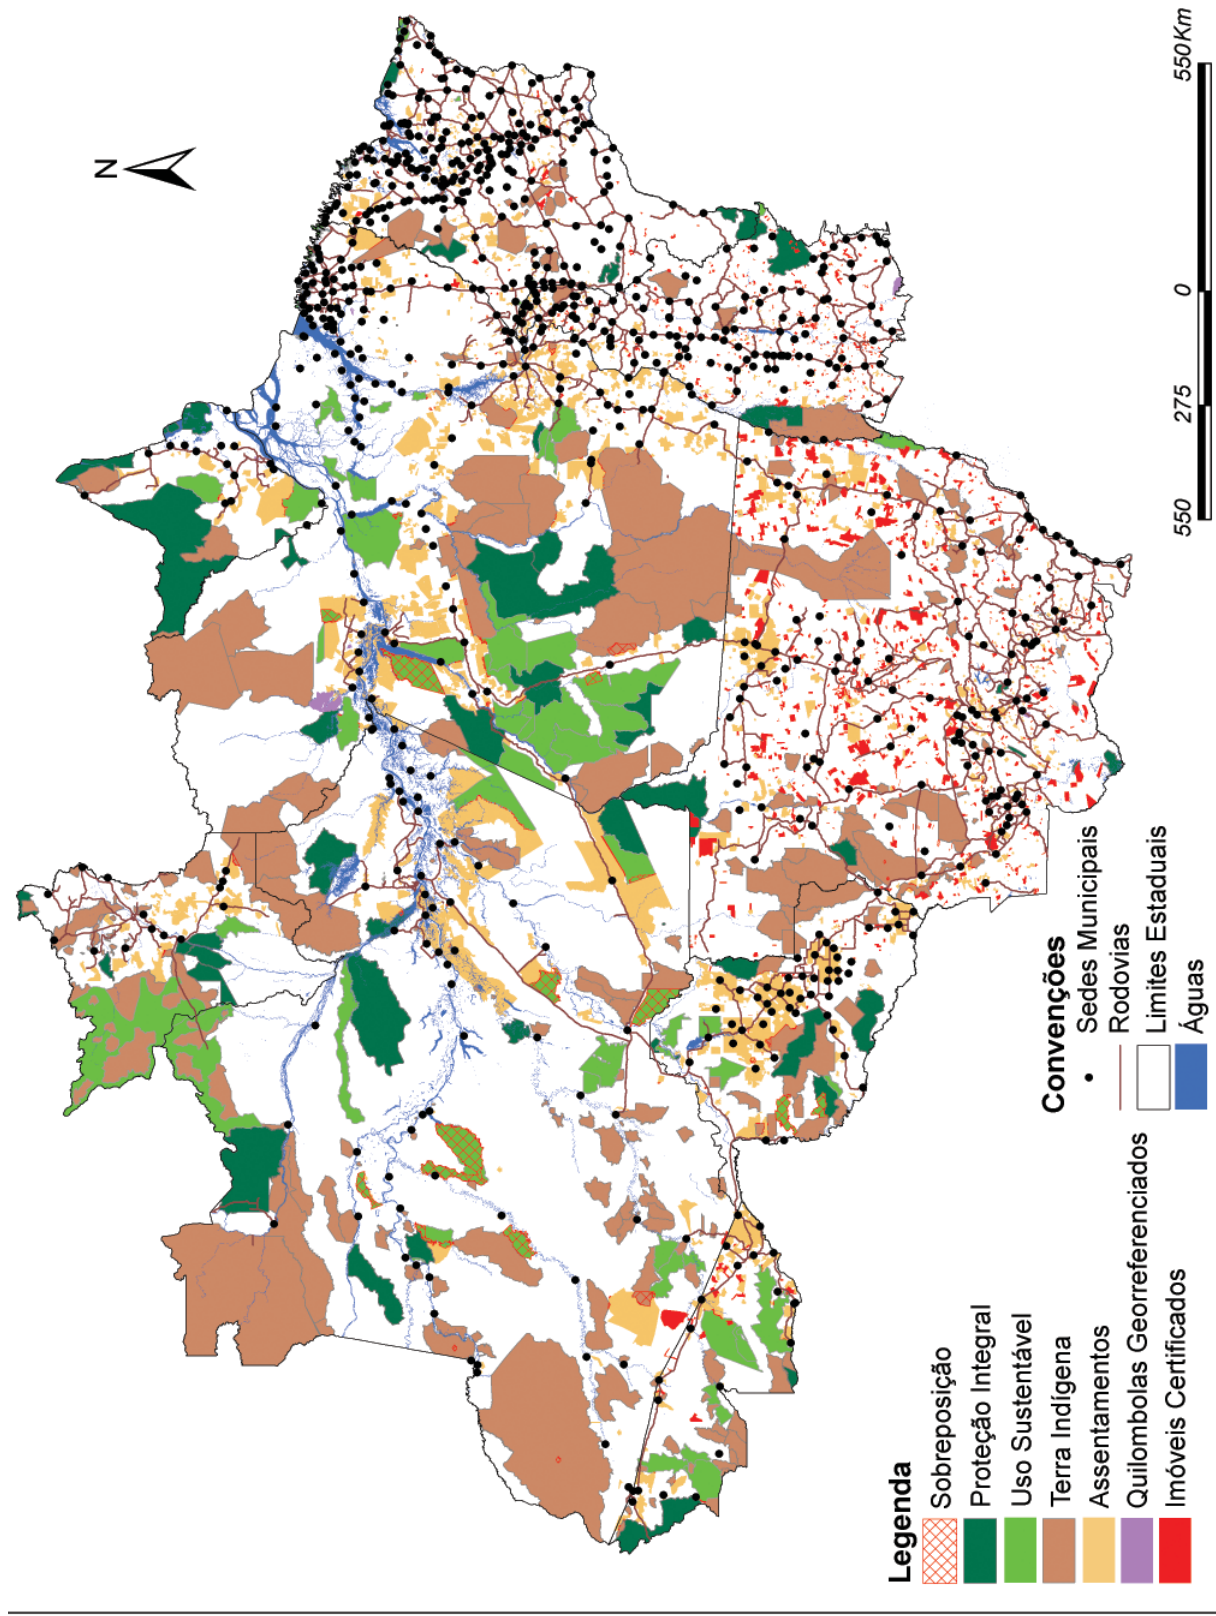 N
Legenda
Sobreposição
Proteção Integral
Uso Sustentável
Terra Indígena
Assentamentos
Quilombolas Georreferenciados
Imóveis Certificados
Convenções
Sedes Municipais
Rodovias
Limites Estaduais
Águas
550 275 0 550Km